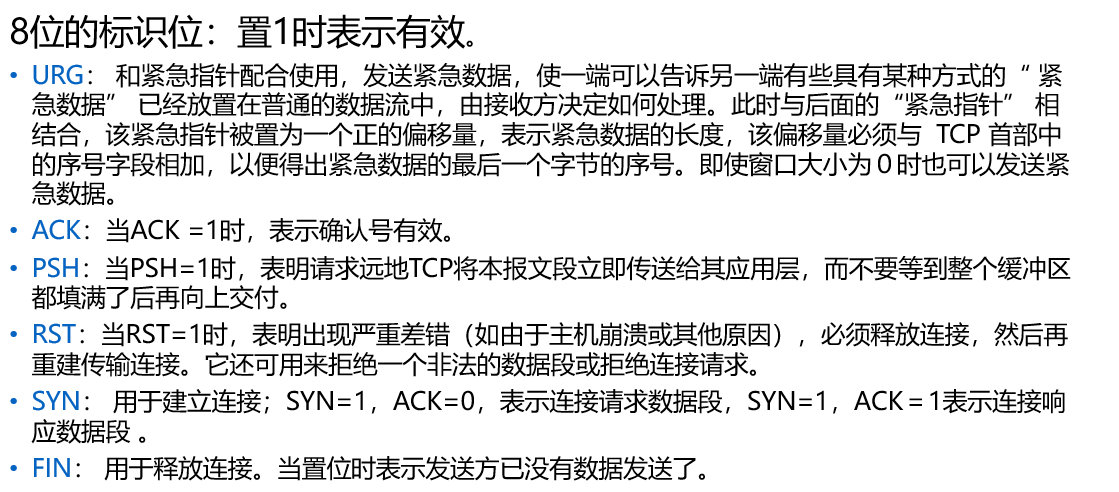 8位的标识位：置1时表示有效。
• URG： 和紧急指针配合使用，发送紧急数据，使一端可以告诉另一端有些具有某种方式的“ 紧
急数据” 已经放置在普通的数据流中，由接收方决定如何处理。此时与后面的“紧急指针” 相
结合，该紧急指针被置为一个正的偏移量，表示紧急数据的长度，该偏移量必须与 TCP 首部中
的序号字段相加，以便得出紧急数据的最后一个字节的序号。即使窗口大小为０时也可以发送紧
急数据。
• ACK：当ACK =1时，表示确认号有效。
• PSH：当PSH=1时，表明请求远地TCP将本报文段立即传送给其应用层，而不要等到整个缓冲区
都填满了后再向上交付。
• RST：当RST=1时，表明出现严重差错（如由于主机崩溃或其他原因），必须释放连接，然后再
重建传输连接。它还可用来拒绝一个非法的数据段或拒绝连接请求。
• SYN： 用于建立连接；SYN=1，ACK=0，表示连接请求数据段，SYN=1，ACK＝1表示连接响
应数据段 。
• FIN： 用于释放连接。当置位时表示发送方已没有数据发送了。